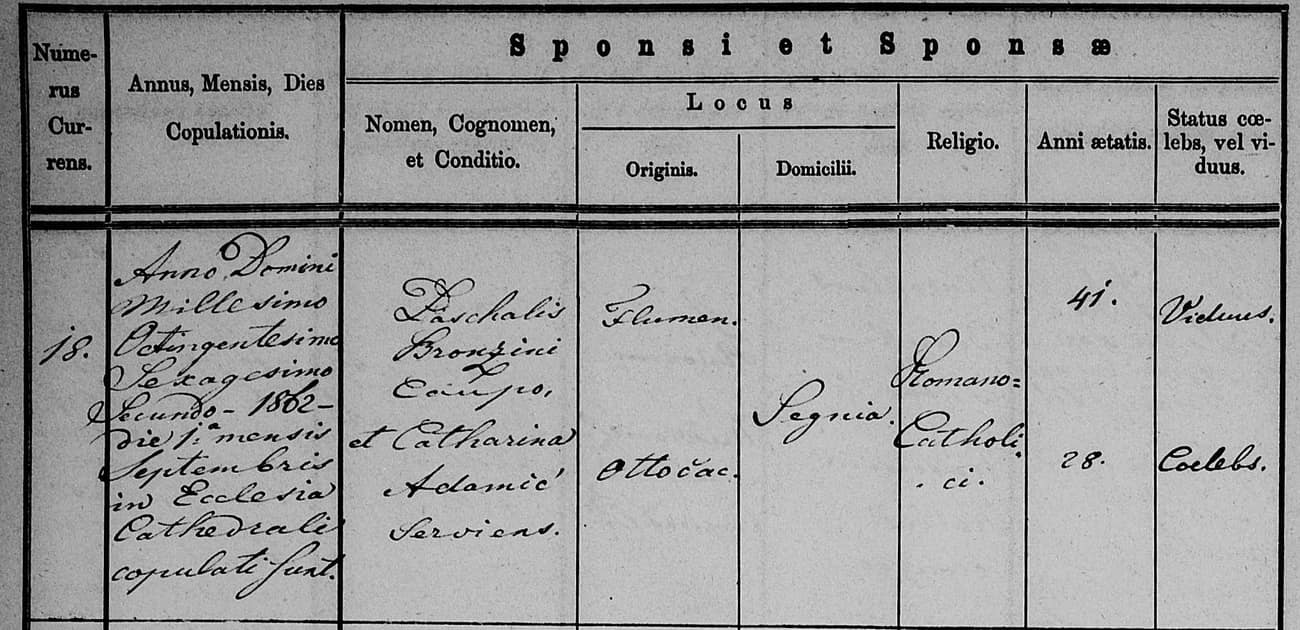 Sponsi et Sponsæ
Nume-
rus
Cur-
rens.
Annus, Mensis, Dies
Copulationis.
Nomen, Cognomen,
et Conditio.
Locus
Originis.
Domicilii.
Religio.
Anni ætatis.
Status cœ-
lebs, vel vi-
duus.
18.
Anno Domini
Millesimo
Octingentesimo
Sexagesimo
Secundo - 1862 -
die 1.ª mensis
Septembris
in Ecclesia
Cathedrali
copulati sunt.
Paschalis
Bronzini
Caupo,
et Catharina
Adamić
Serviens.
Flumen.
Ottočac.
Segnia.
Romano=
Catholi
ci.
41.
28.
Viduus.
Coelebs.